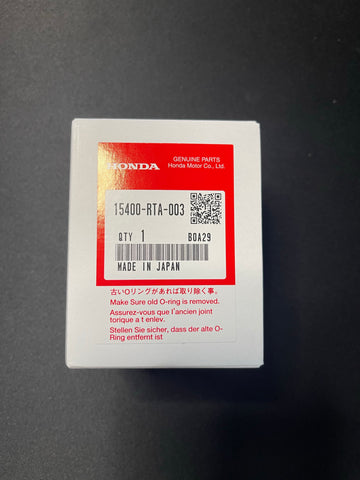 GENUINE PARTS
HONDA Honda Motor Co., Ltd.
15400-RTA-003
QTY 1 BOA29
MADE IN JAPAN
古いOリングがあれば取り除く事。
Make Sure old O-ring is removed.
Assurez-vous que l'ancien joint
torique a t enlev.
Stellen Sie sicher, dass der alte O-
Ring entfernt ist